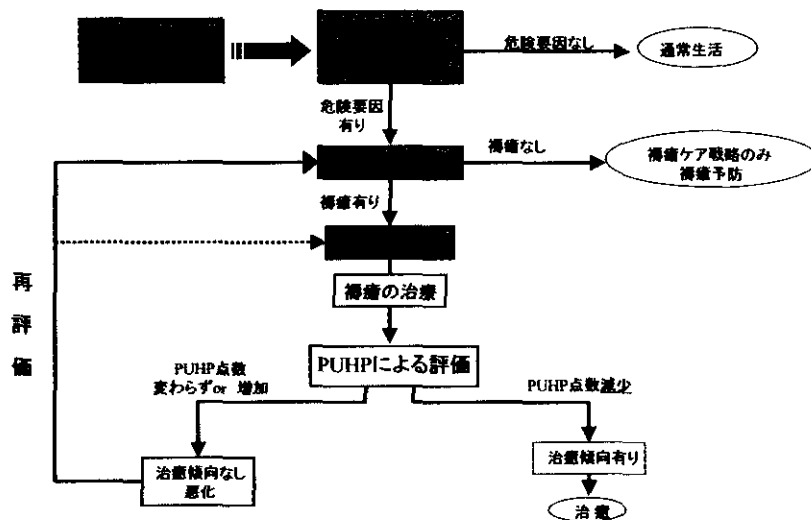 危険要因なし
通常生活
危険要因
有り
褥瘡なし
褥瘡ケア戦略のみ
褥瘡予防
褥瘡有り
褥瘡の治療
再評価
PUHPによる評価
PUHP点数
変わらずor 増加
PUHP点数減少
治癒傾向なし
悪化
治癒傾向有り
治癒